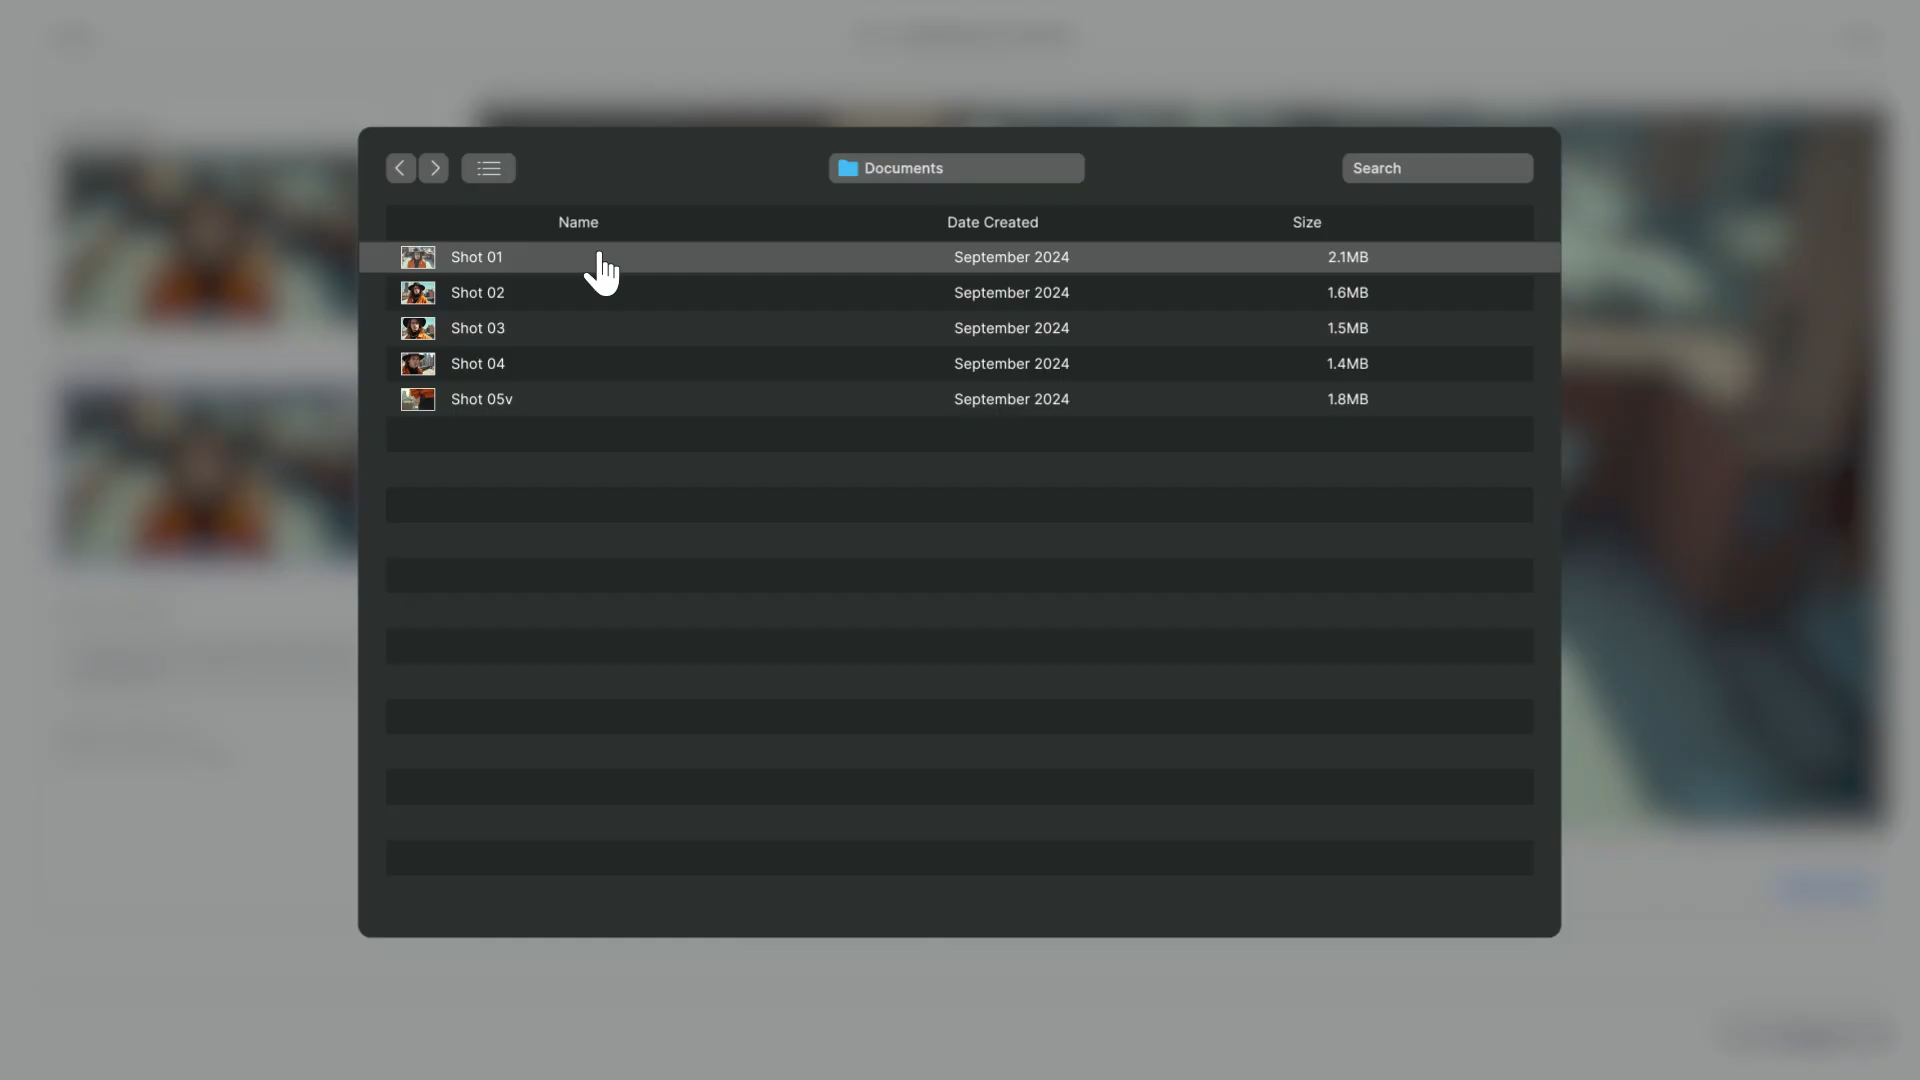 Documents
Search
Name Date Created Size
Shot 01 September 2024 2.1MB
Shot 02 September 2024 1.6MB
Shot 03 September 2024 1.5MB
Shot 04 September 2024 1.4MB
Shot 05v September 2024 1.8MB